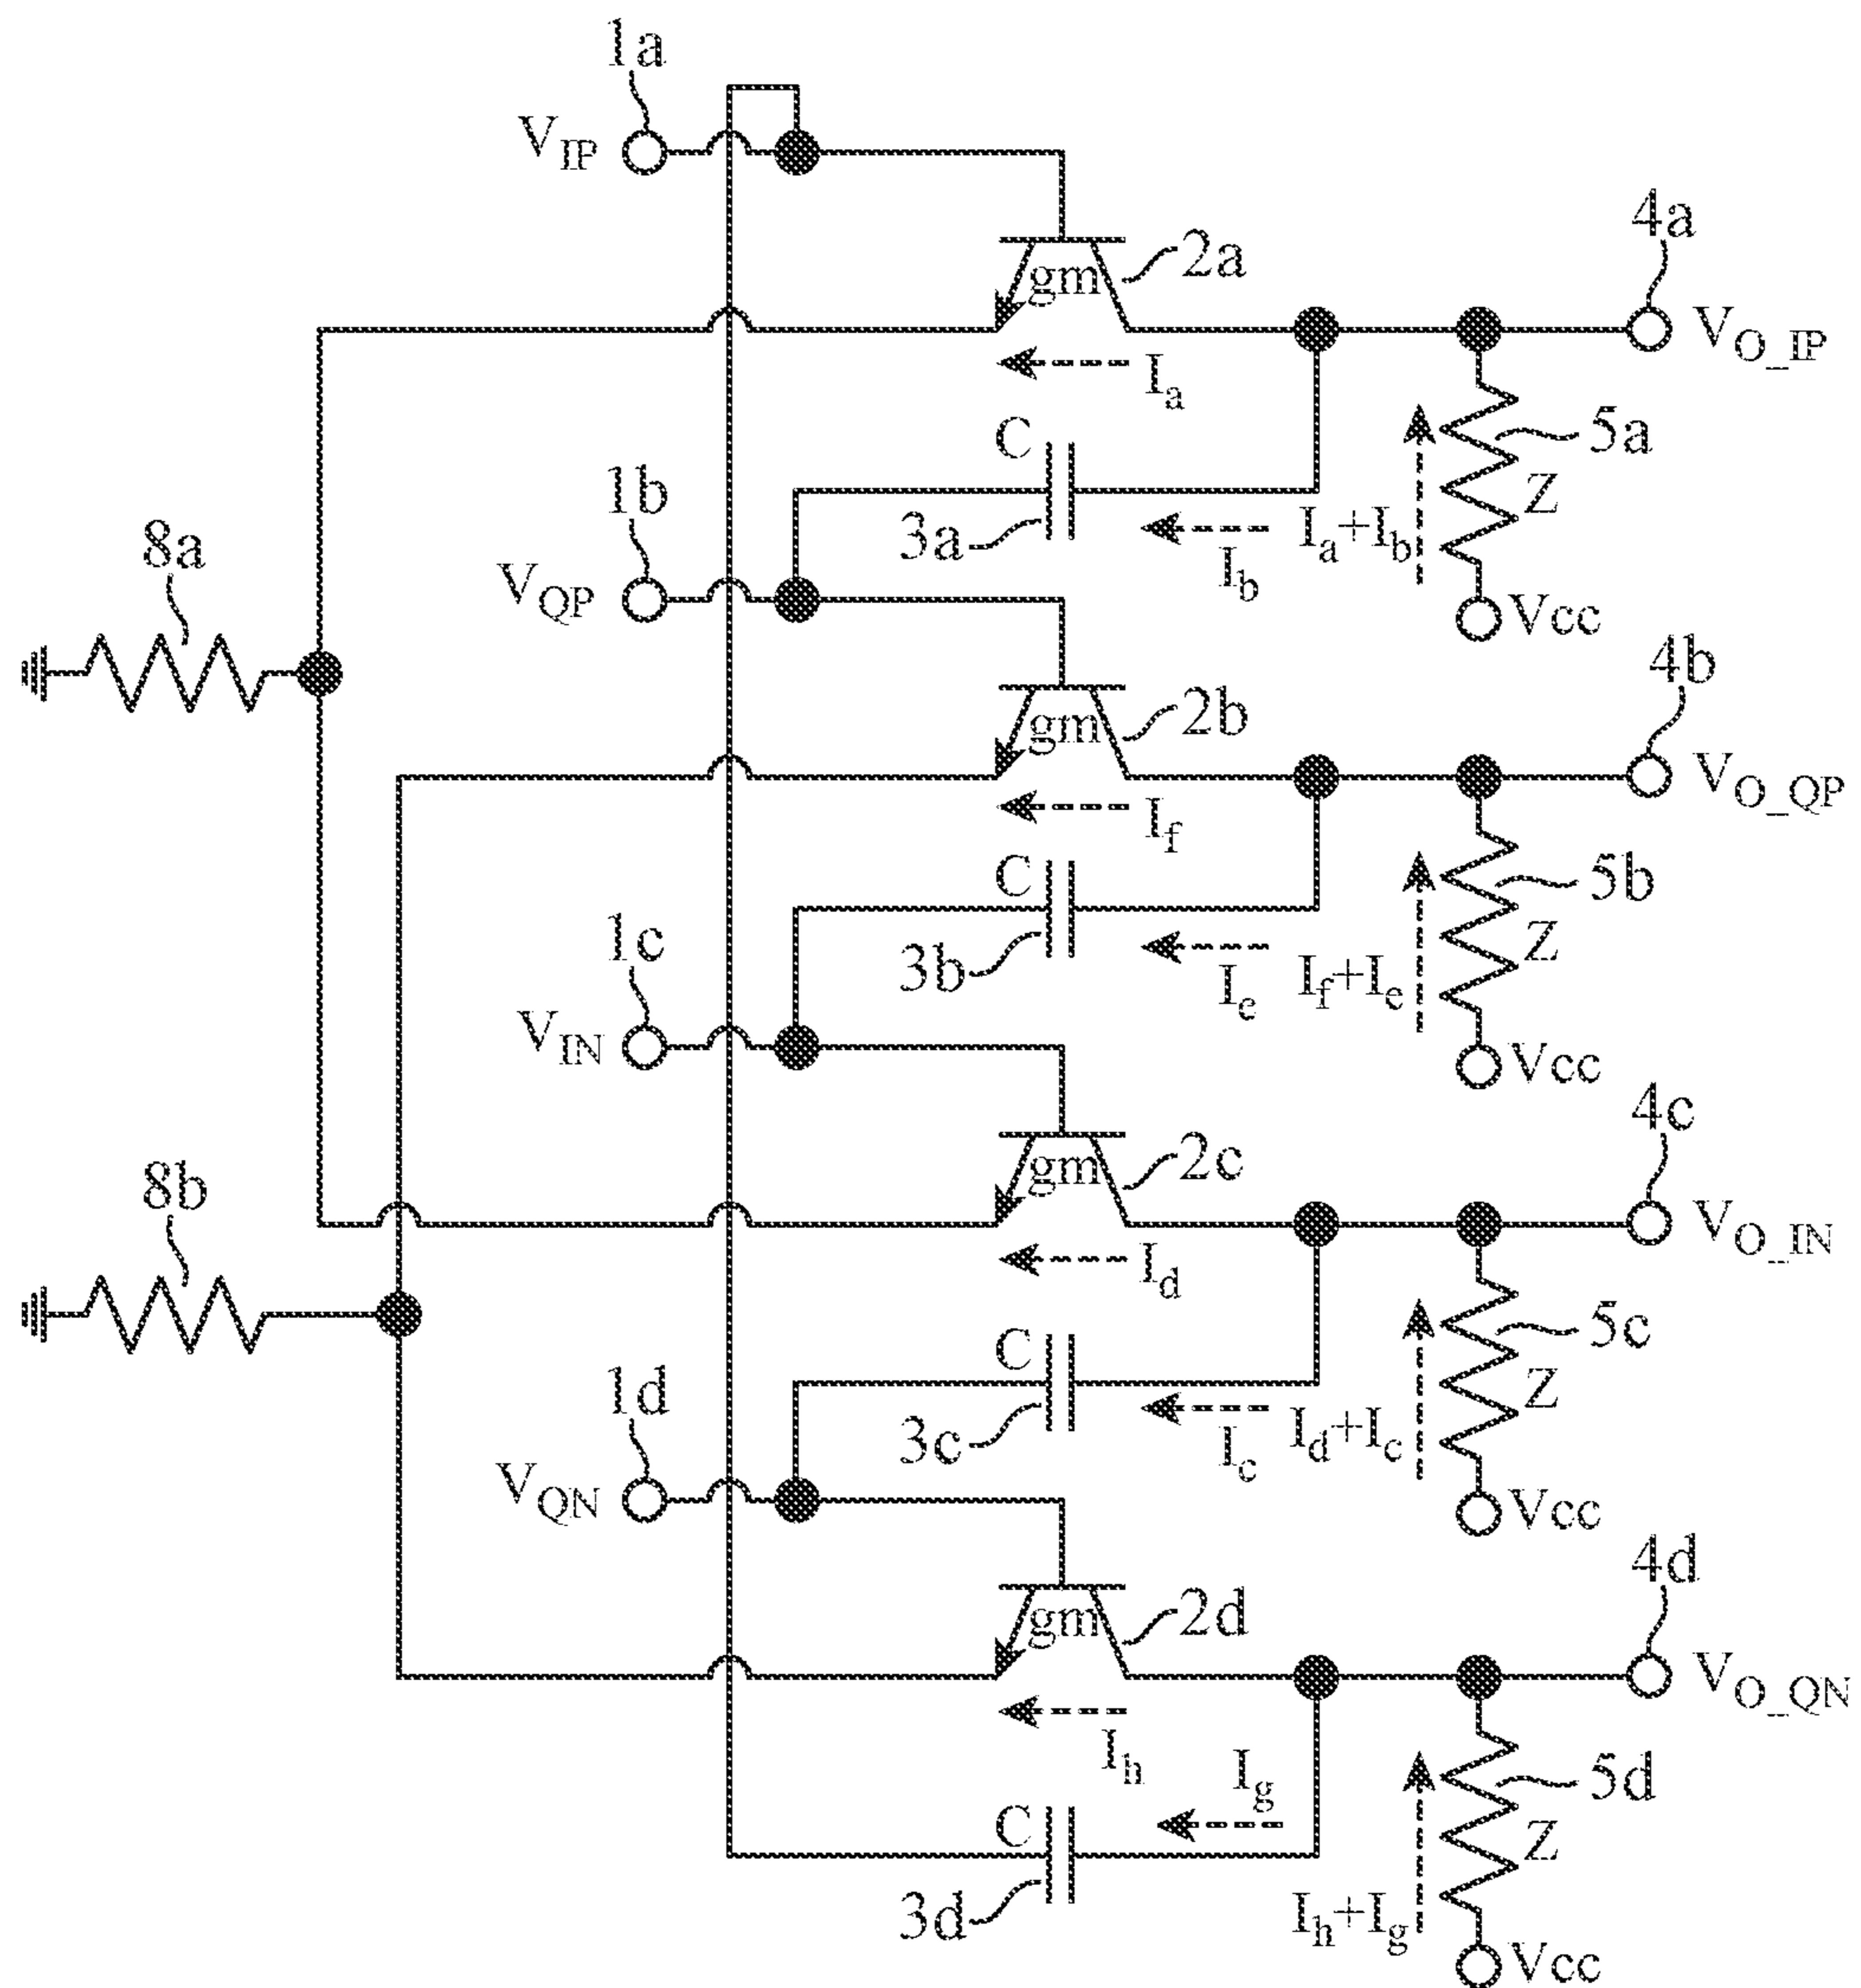 1a
V_IP
2a
gm
4a
V_O_IP
I_a
5a
C
Z
1b
3a
I_b
I_a+I_b
8a
V_QP
Vcc
4b
2b
gm
V_O_QP
I_f
5b
C
Z
1c
3b
I_e
I_f+I_e
V_IN
Vcc
4c
2c
gm
8b
V_O_IN
I_d
5c
C
Z
1d
3c
I_c
I_d+I_c
V_QN
Vcc
4d
2d
gm
V_O_QN
I_h
I_g
5d
C
Z
3d
I_h+I_g
Vcc